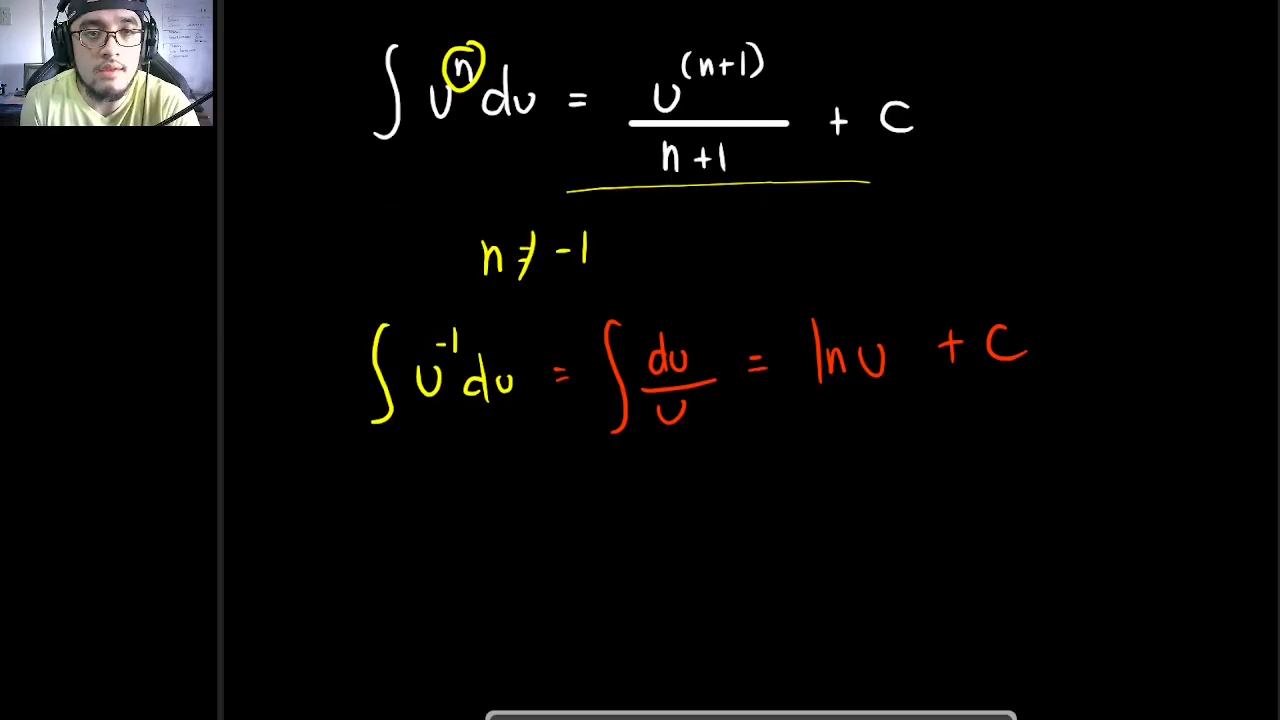 ∫ u^n du = u^(n+1) / n+1 + C
n ≠ -1
∫ u^-1 du = ∫ du / u = ln u + C